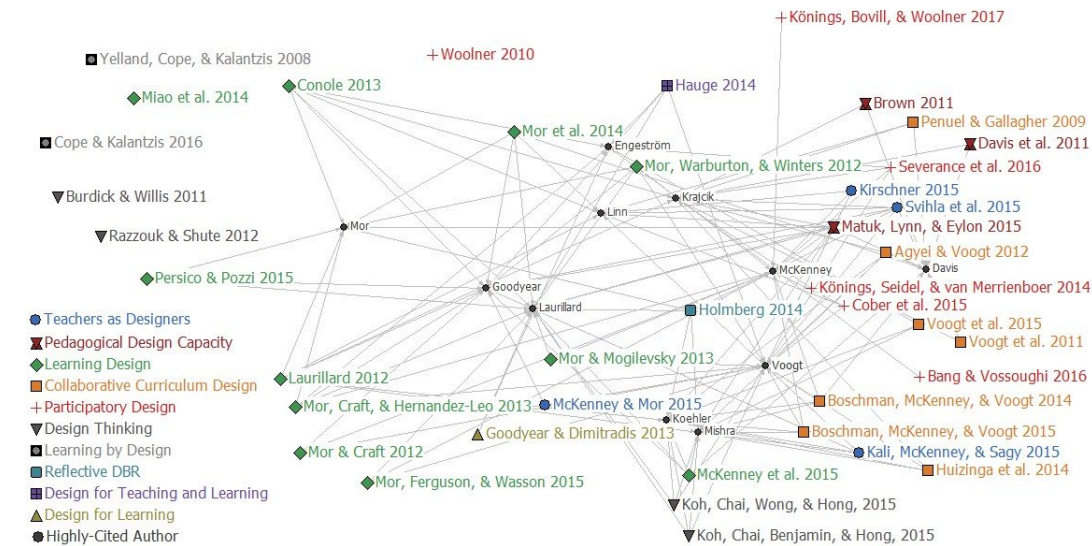 Könings, Bovill, & Woolner 2017
Woolner 2010
Yelland, Cope, & Kalantzis 2008
Conole 2013
Hauge 2014
Miao et al. 2014
Brown 2011
Penuel & Gallagher 2009
Mor et al. 2014
Cope & Kalantzis 2016
Engeström
Davis et al. 2011
Mor, Warburton, & Winters 2012
Severance et al. 2016
Kirschner 2015
Burdick & Willis 2011
Krajcik
Svihla et al. 2015
Linn
Mor
Matuk, Lynn, & Eylon 2015
Razzouk & Shute 2012
Agyei & Voogt 2012
McKenney
Davis
Persico & Pozzi 2015
Goodyear
Könings, Seidel, & van Merrienboer 2014
Laurillard
Cober et al. 2015
Holmberg 2014
Teachers as Designers
Voogt et al. 2015
Pedagogical Design Capacity
Voogt et al. 2011
Learning Design
Mor & Mogilevsky 2013
Voogt
Laurillard 2012
Bang & Vossoughi 2016
Collaborative Curriculum Design
Mor, Craft, & Hernandez-Leo 2013
McKenney & Mor 2015
Boschman, McKenney, & Voogt 2014
Participatory Design
Koehler
Design Thinking
Goodyear & Dimitradis 2013
Mishra
Boschman, McKenney, & Voogt 2015
Learning by Design
Mor & Craft 2012
Kali, McKenney, & Sagy 2015
Reflective DBR
Mor, Ferguson, & Wasson 2015
McKenney et al. 2015
Huizinga et al. 2014
Design for Teaching and Learning
Koh, Chai, Wong, & Hong, 2015
Design for Learning
Highly-Cited Author
Koh, Chai, Benjamin, & Hong, 2015